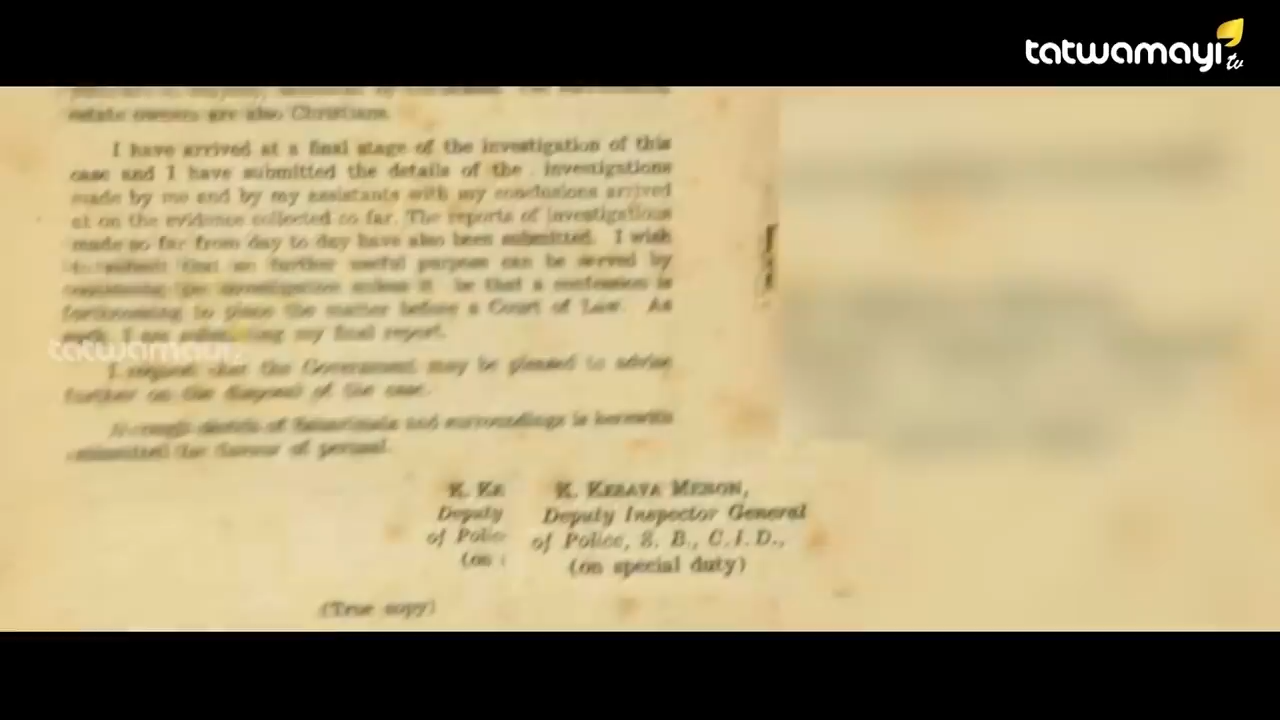 tatwamayi tv
estate owners are also Christians.
I have arrived at a final stage of the investigation of this
case and I have submitted the details of the investigations
made by me and by my assistants with my conclusions arrived
at on the evidence collected so far. The reports of investigations
made so far from day to day have also been submitted. I wish
to submit that no further useful purpose can be served by
continuing the investigation unless it be that a confession is
forthcoming to place the matter before a Court of Law. As
such, I am submitting my final report.
tatwamayi
I request that the Government may be pleased to advise
further on the disposal of the case.
sketch of Sabarimala and surroundings is herewith
submitted for favour of perusal.
K. KE
Deputy
of Police
(on
K. KESAVA MENON,
Deputy Inspector General
of Police, S. B., C.I.D.,
(on special duty)
(True copy)